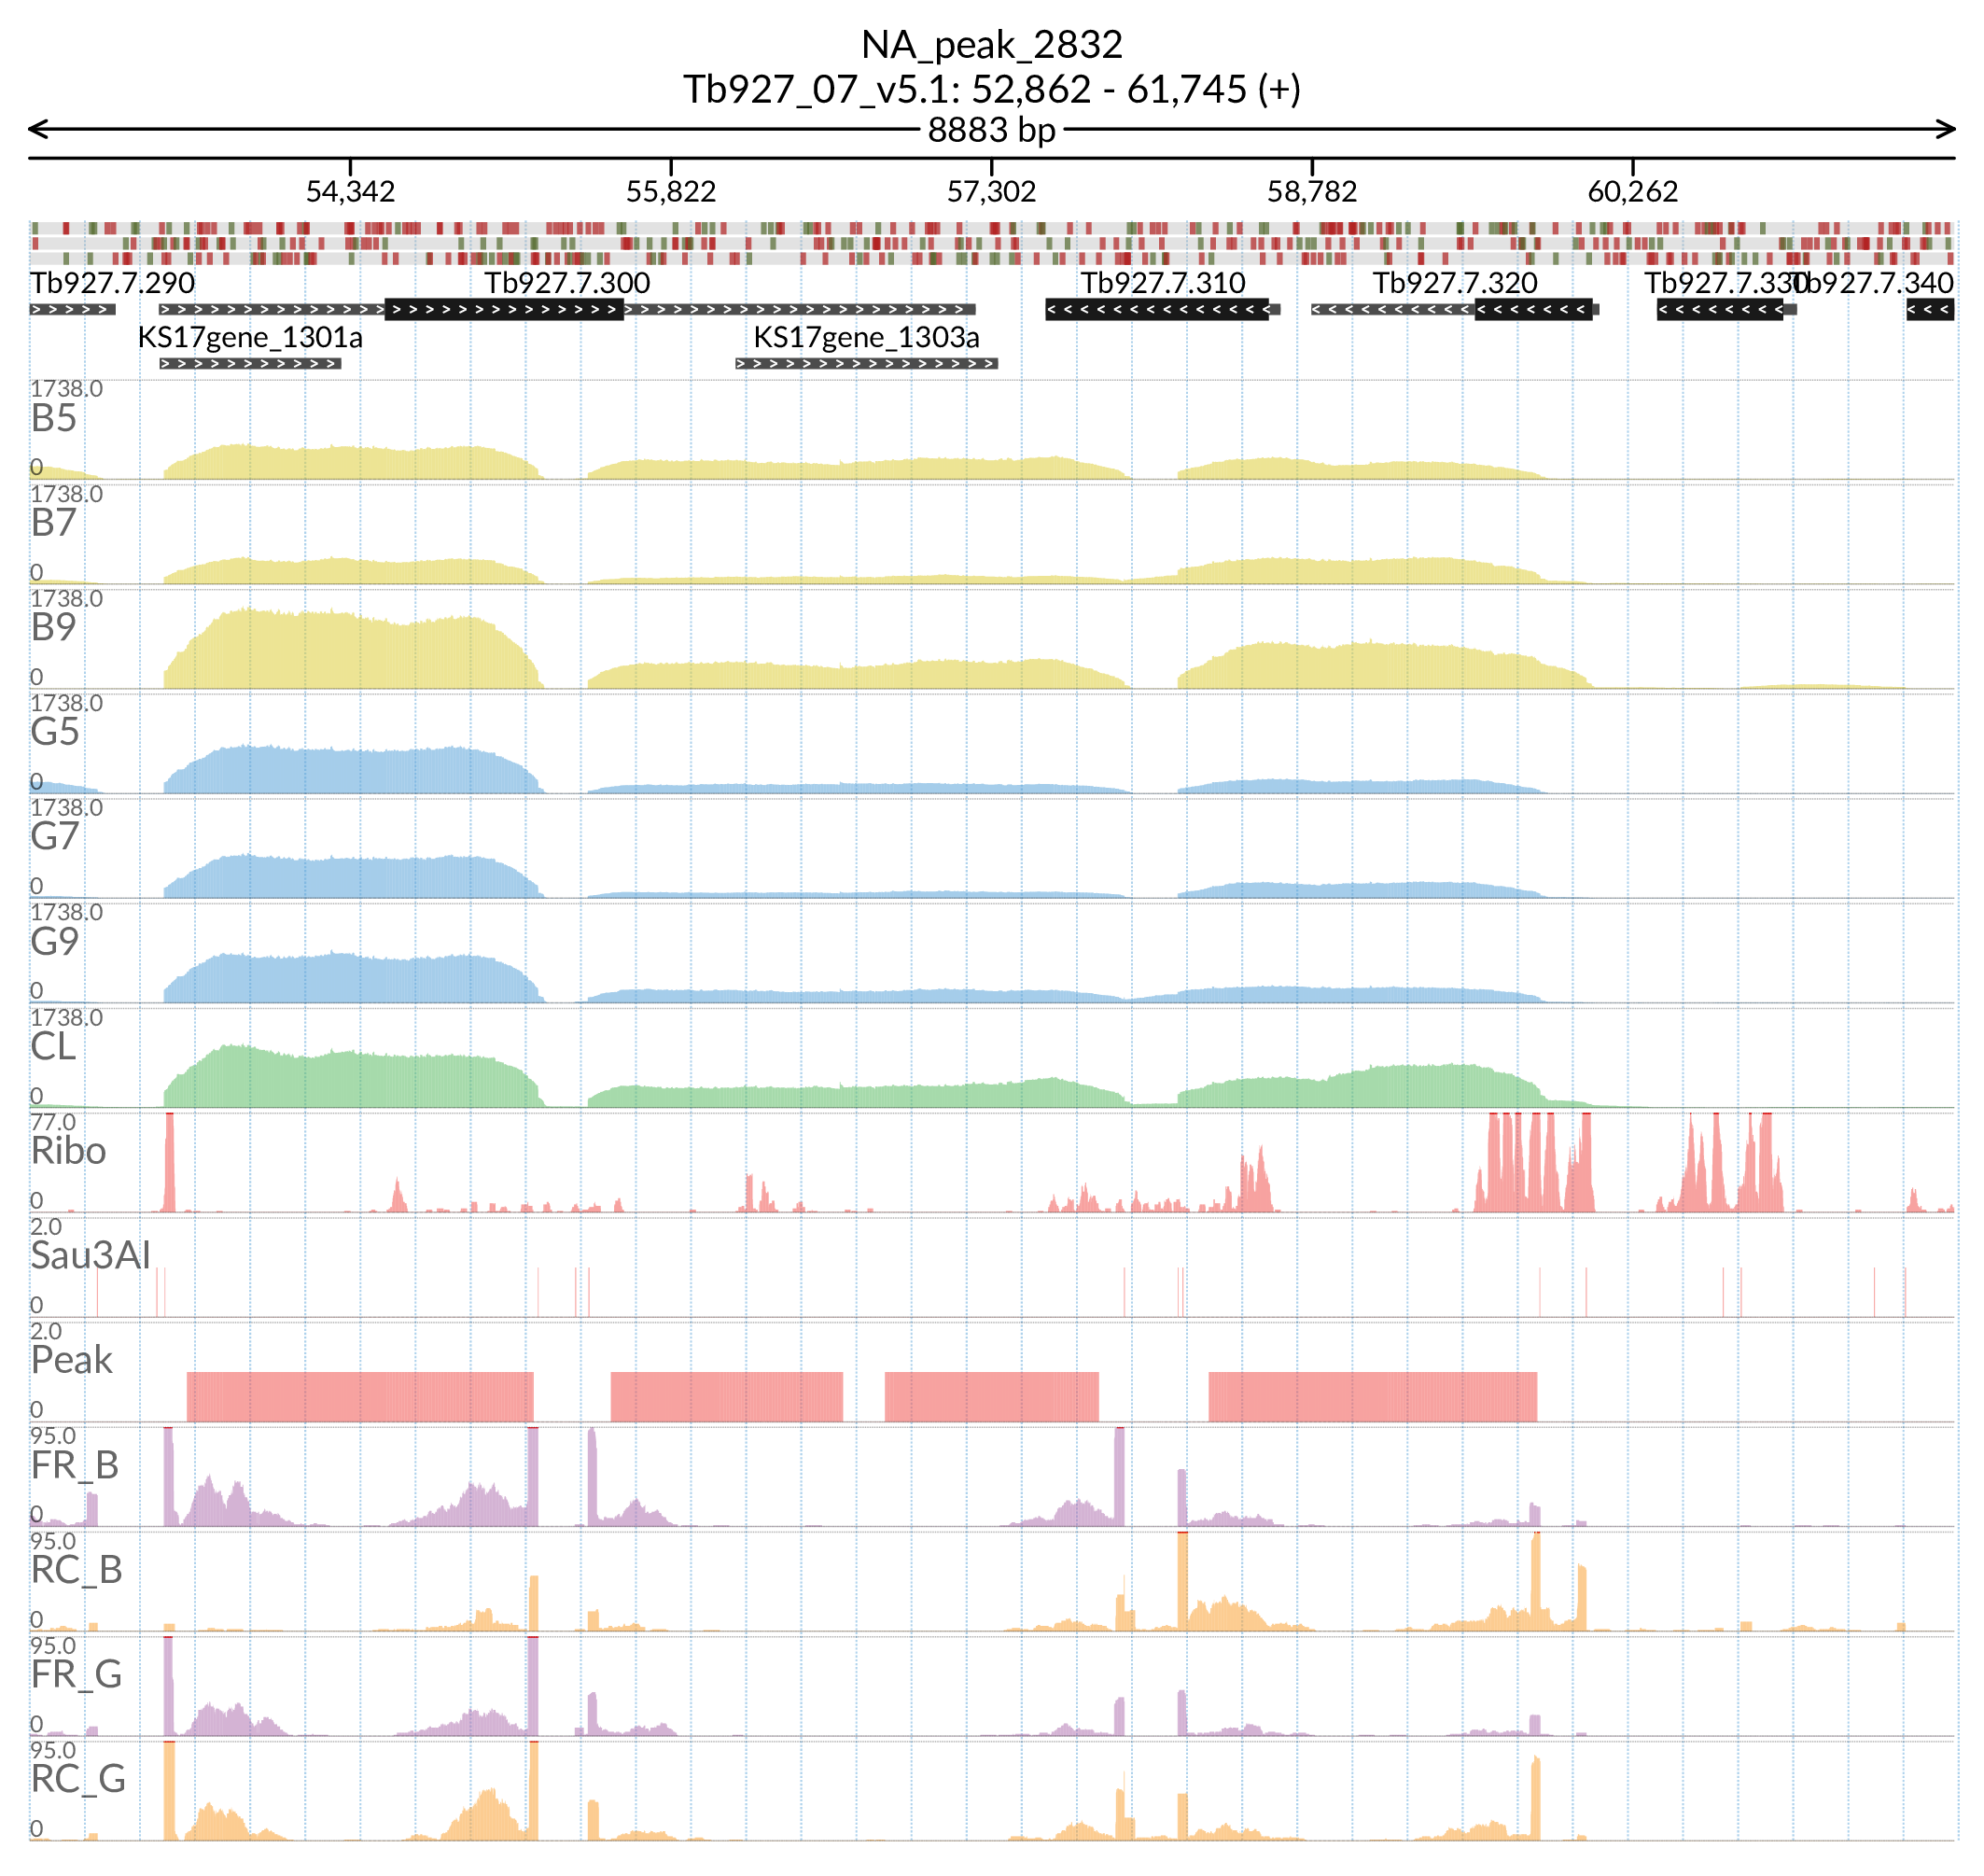 NA_peak_2832
Tb927_07_v5.1: 52,862 - 61,745 (+)
8883 bp
54,342 55,822 57,302 58,782 60,262
Tb927.7.290 Tb927.7.300 Tb927.7.310 Tb927.7.320 Tb927.7.330 Tb927.7.340
KS17gene_1301a KS17gene_1303a
1738.0
B5
0
1738.0
B7
0
1738.0
B9
0
1738.0
G5
0
1738.0
G7
0
1738.0
G9
0
1738.0
CL
0
77.0
Ribo
0
2.0
Sau3AI
0
2.0
Peak
0
95.0
FR_B
0
95.0
RC_B
0
95.0
FR_G
0
95.0
RC_G
0